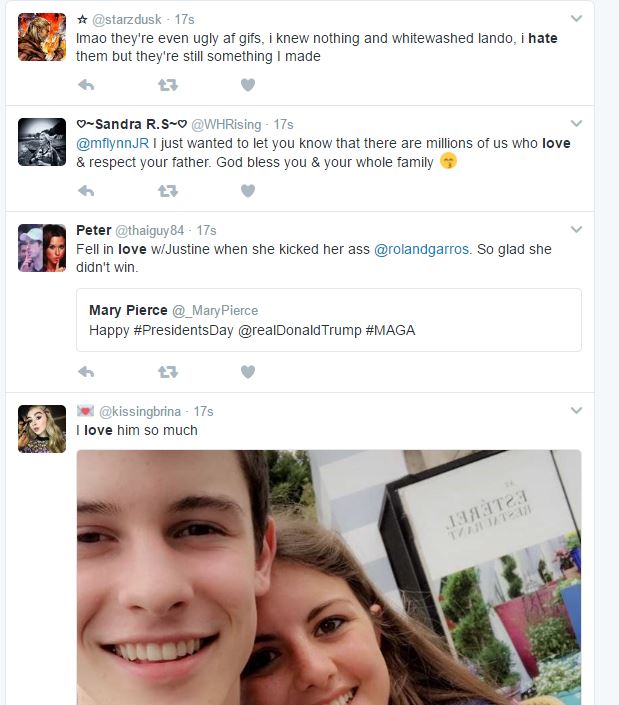 ☆ @starzdusk · 17s
lmao they're even ugly af gifs, i knew nothing and whitewashed lando, i hate
them but they're still something I made
♡~Sandra R.S~♡ @WHRising · 17s
@mflynnJR I just wanted to let you know that there are millions of us who love
& respect your father. God bless you & your whole family 😙
Peter @thaiguy84 · 17s
Fell in love w/Justine when she kicked her ass @rolandgarros. So glad she
didn't win.
Mary Pierce @_MaryPierce
Happy #PresidentsDay @realDonaldTrump #MAGA
💌 @kissingbrina · 17s
I love him so much
ESTÉREL
RESTAURANT